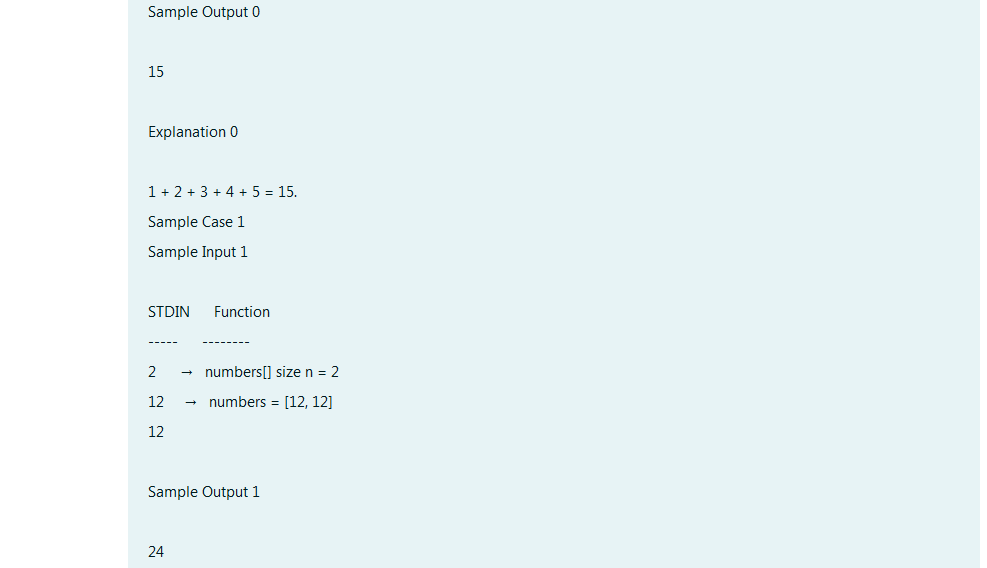 Sample Output 0
15
Explanation 0
1 + 2 + 3 + 4 + 5 = 15.
Sample Case 1
Sample Input 1
STDIN Function
----- --------
2 → numbers[] size n = 2
12 → numbers = [12, 12]
12
Sample Output 1
24